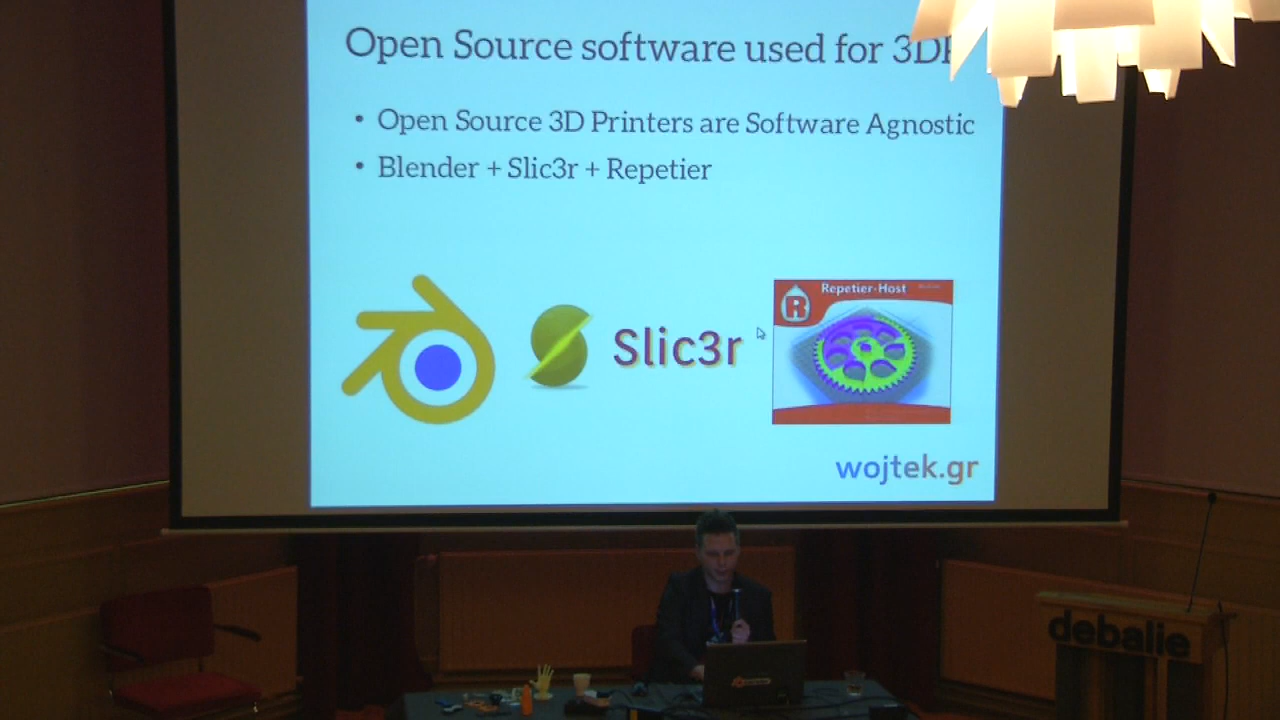 Open Source software used for 3DP
• Open Source 3D Printers are Software Agnostic
• Blender + Slic3r + Repetier
Slic3r
R
Repetier-Host
wojtek.gr
debalie